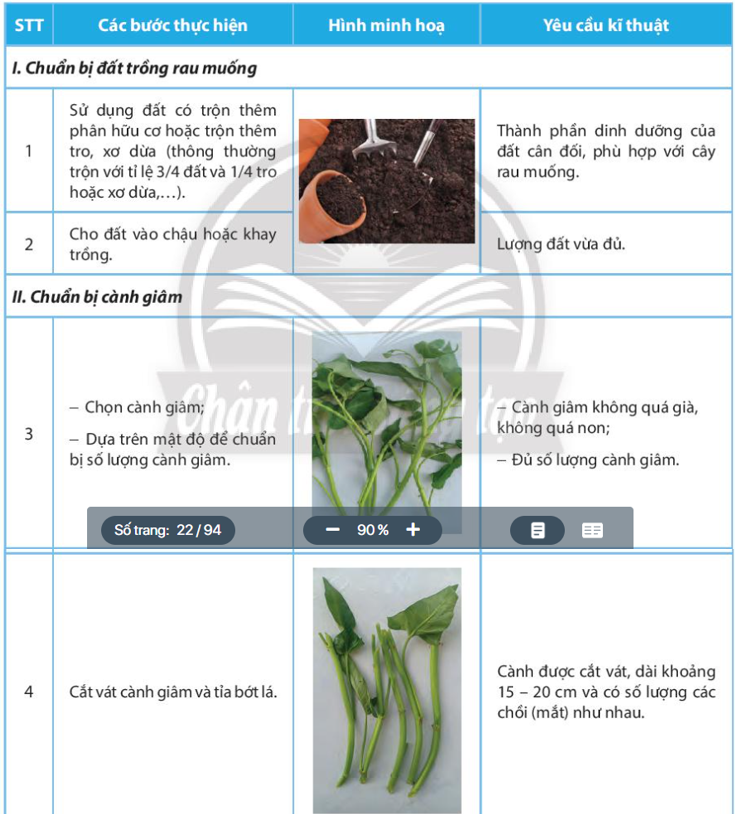 STT Các bước thực hiện Hình minh hoạ Yêu cầu kĩ thuật
I. Chuẩn bị đất trồng rau muống
1
Sử dụng đất có trộn thêm
phân hữu cơ hoặc trộn thêm
tro, xơ dừa (thông thường
trộn với tỉ lệ 3/4 đất và 1/4 tro
hoặc xơ dừa,...).
Thành phần dinh dưỡng của
đất cân đối, phù hợp với cây
rau muống.
2
Cho đất vào chậu hoặc khay
trồng.
Lượng đất vừa đủ.
II. Chuẩn bị cành giâm
3
– Chọn cành giâm;
– Dựa trên mật độ để chuẩn
bị số lượng cành giâm.
– Cành giâm không quá già,
không quá non;
– Đủ số lượng cành giâm.
Chân t
tạo
Số trang: 22 / 94 − 90 % +
4
Cắt vát cành giâm và tỉa bớt lá.
Cành được cắt vát, dài khoảng
15 – 20 cm và có số lượng các
chồi (mắt) như nhau.